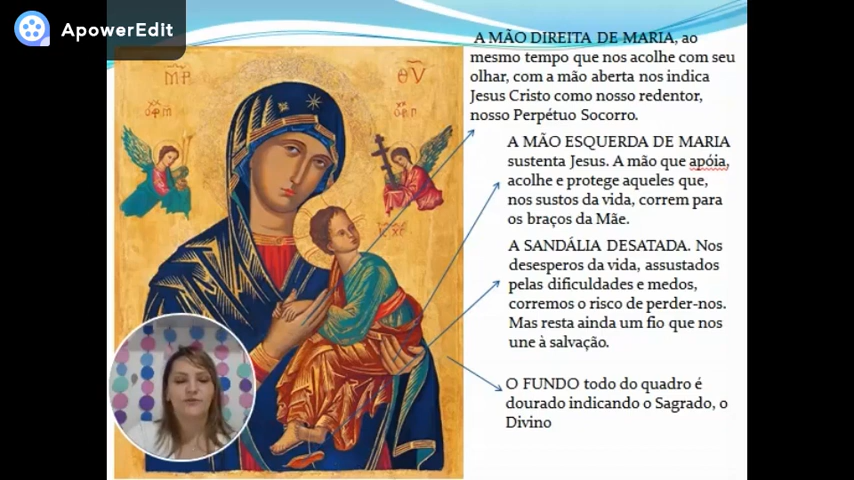 ApowerEdit
A MÃO DIREITA DE MARIA, ao
mesmo tempo que nos acolhe com seu
olhar, com a mão aberta nos indica
Jesus Cristo como nosso redentor,
nosso Perpétuo Socorro.
A MÃO ESQUERDA DE MARIA
sustenta Jesus. A mão que apóia,
acolhe e protege aqueles que,
nos sustos da vida, correm para
os braços da Mãe.
A SANDÁLIA DESATADA. Nos
desesperos da vida, assustados
pelas dificuldades e medos,
corremos o risco de perder-nos.
Mas resta ainda um fio que nos
une à salvação.
O FUNDO todo do quadro é
dourado indicando o Sagrado, o
Divino